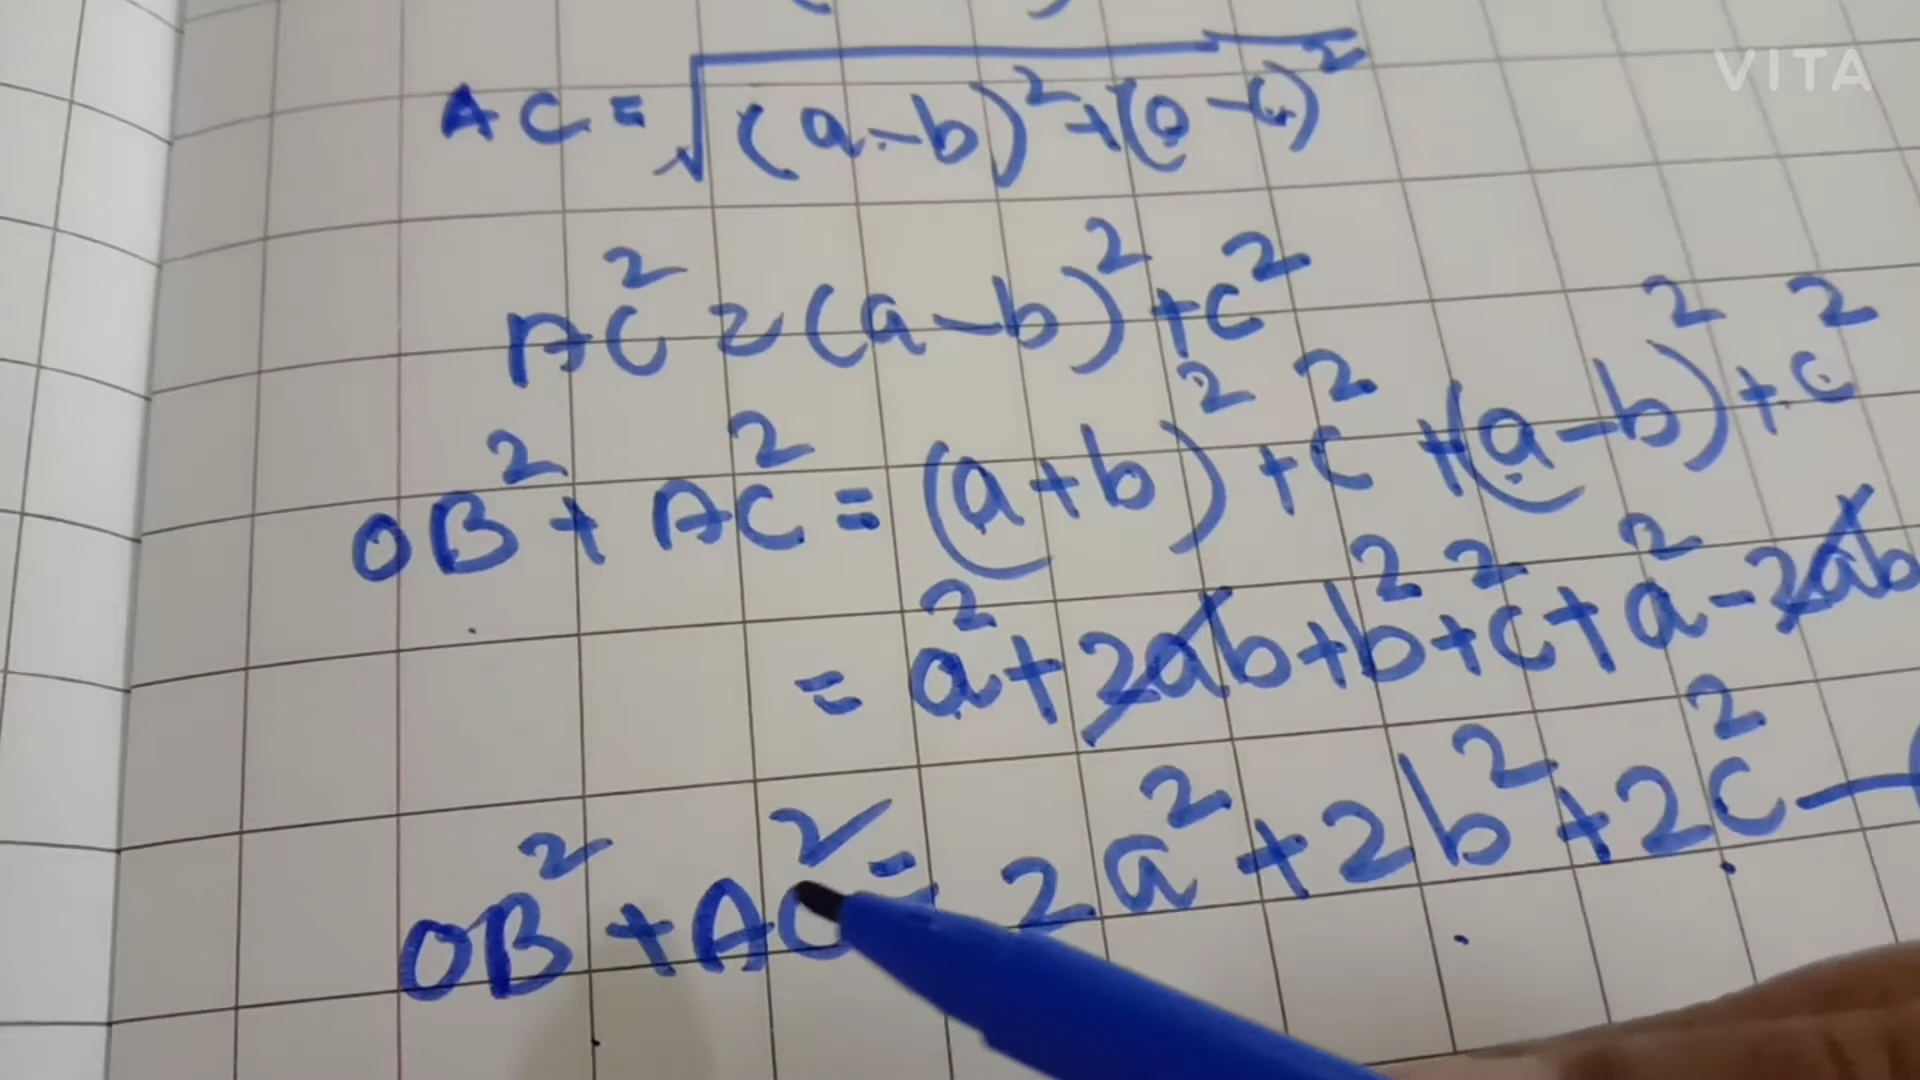 VITA
AC = √(a-b)² + (o-c)²
AC² = (a-b)² + c²
OB² + AC² = (a+b)² + c² + (a-b)² + c²
= a² + 2ab + b² + c² + a² - 2ab
OB² + AC² = 2a² + 2b² + 2c² —